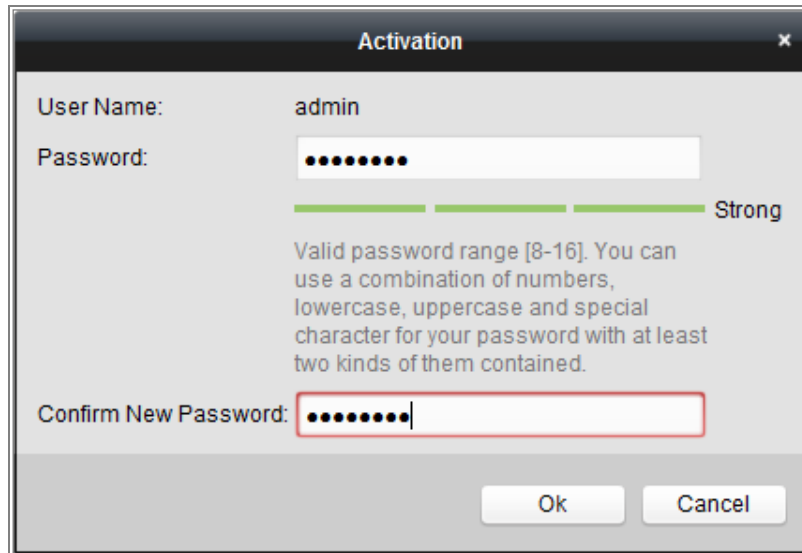 Activation ×
User Name: admin
Password: ●●●●●●●●
Strong
Valid password range [8-16]. You can
use a combination of numbers,
lowercase, uppercase and special
character for your password with at least
two kinds of them contained.
Confirm New Password: ●●●●●●●●
Ok Cancel